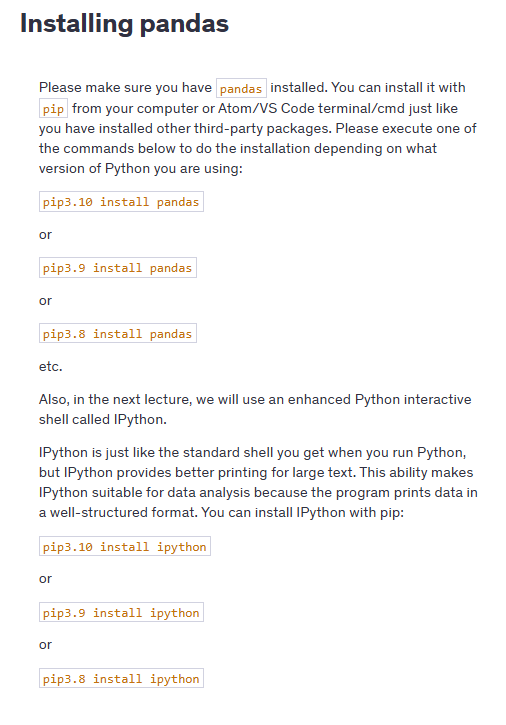 Installing pandas
Please make sure you have pandas installed. You can install it with
pip from your computer or Atom/VS Code terminal/cmd just like
you have installed other third-party packages. Please execute one of
the commands below to do the installation depending on what
version of Python you are using:
pip3.10 install pandas
or
pip3.9 install pandas
or
pip3.8 install pandas
etc.
Also, in the next lecture, we will use an enhanced Python interactive
shell called IPython.
IPython is just like the standard shell you get when you run Python,
but IPython provides better printing for large text. This ability makes
IPython suitable for data analysis because the program prints data in
a well-structured format. You can install IPython with pip:
pip3.10 install ipython
or
pip3.9 install ipython
or
pip3.8 install ipython